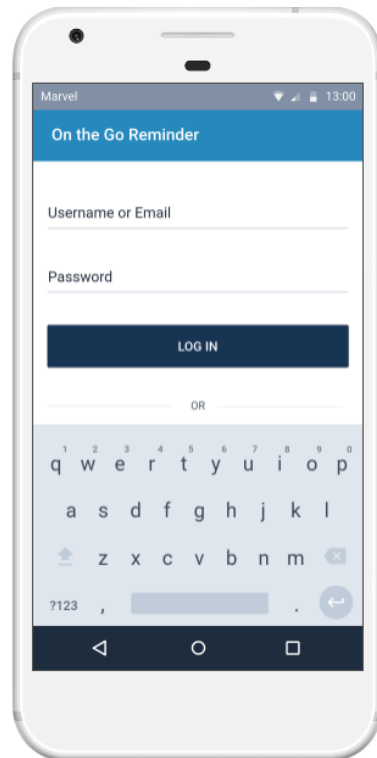 Marvel 13:00
On the Go Reminder
Username or Email
Password
LOG IN
OR
1 2 3 4 5 6 7 8 9 0
q w e r t y u i o p
a s d f g h j k l
z x c v b n m
?123 , .